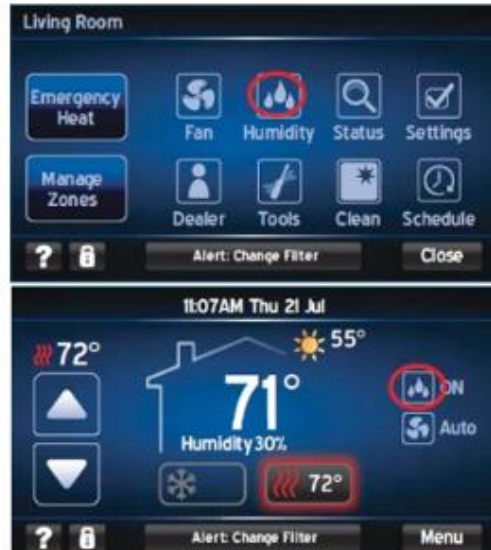 Living Room
Emergency
Heat
Fan
Humidity
Status
Settings
Manage
Zones
Dealer
Tools
Clean
Schedule
?
Alert: Change Filter
Close
11:07AM Thu 21 Jul
72°
55°
71°
ON
Auto
Humidity 30%
72°
?
Alert: Change Filter
Menu